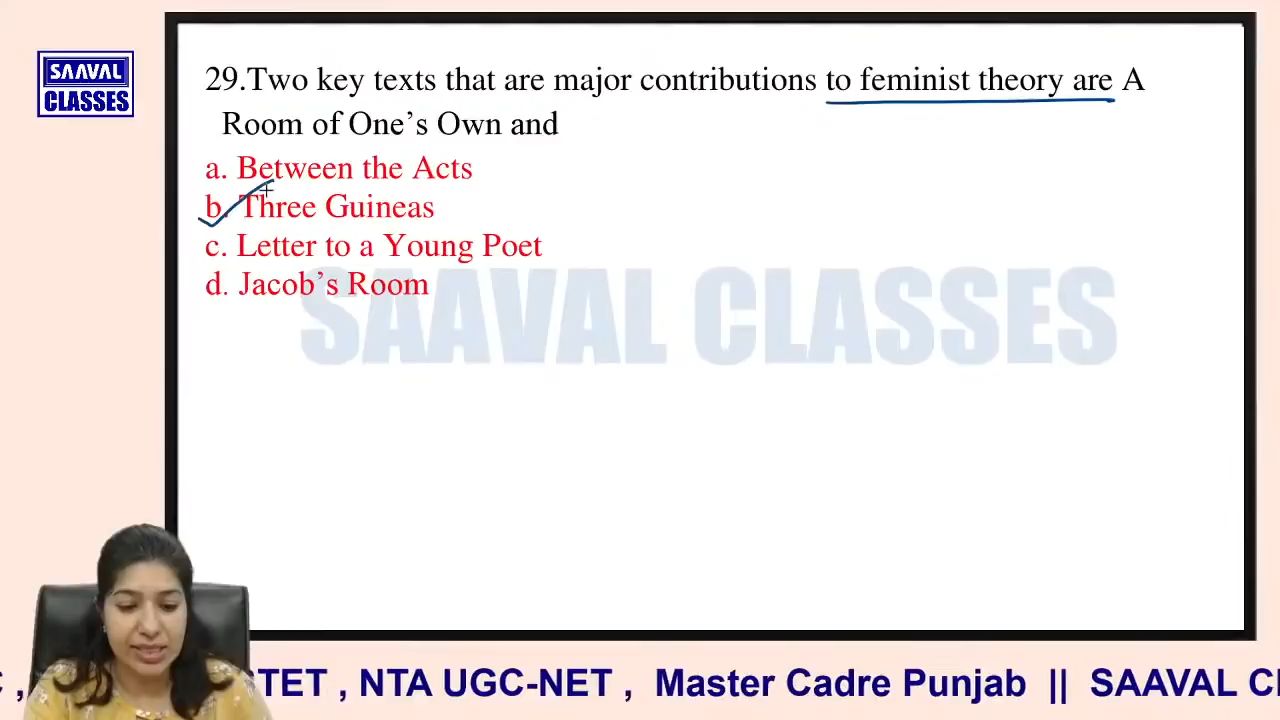 SAAVAL
CLASSES
29.Two key texts that are major contributions to feminist theory are A
Room of One’s Own and
a. Between the Acts
b. Three Guineas
c. Letter to a Young Poet
d. Jacob’s Room
SAAVAL CLASSES
TET , NTA UGC-NET , Master Cadre Punjab || SAAVAL